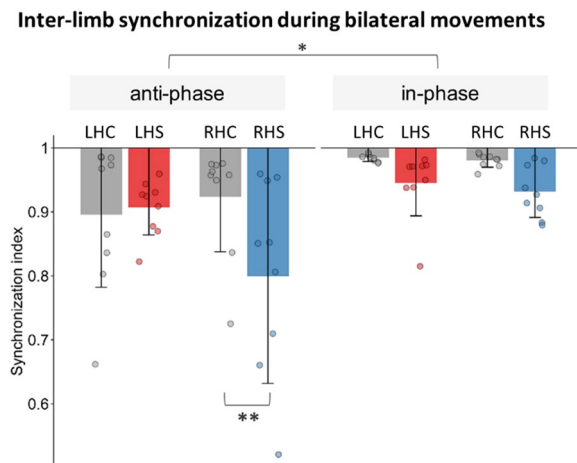 Inter-limb synchronization during bilateral movements
*
anti-phase in-phase
LHC LHS RHC RHS LHC LHS RHC RHS
1
0.9
0.8
0.7
0.6
Synchronization index
**